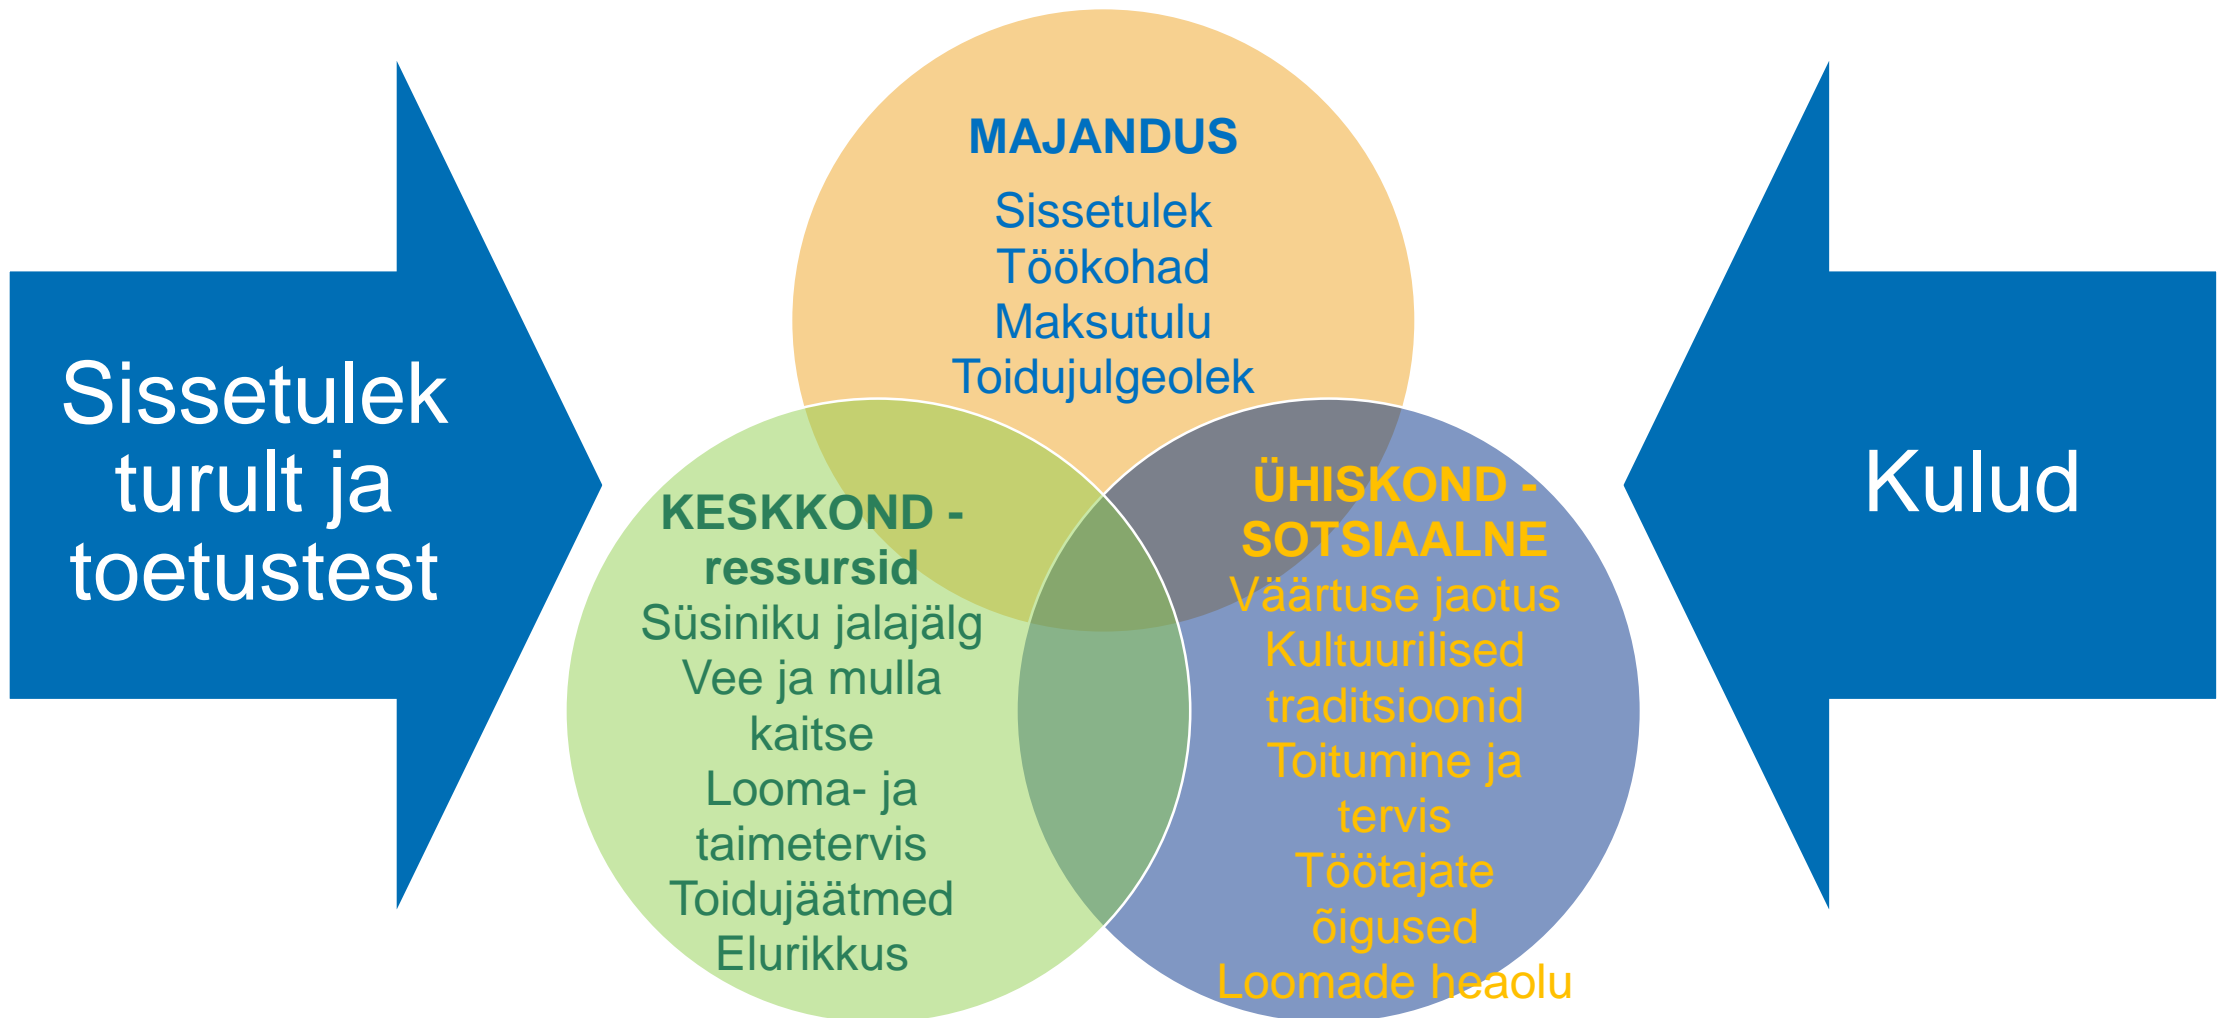 Sissetulek
turult ja
toetustest
MAJANDUS
Sissetulek
Töökohad
Maksutulu
Toidujulgeolek
KESKKOND -
ressursid
Süsiniku jalajälg
Vee ja mulla
kaitse
Looma- ja
taimetervis
Toidujäätmed
Elurikkus
ÜHISKOND -
SOTSIAALNE
Väärtuse jaotus
Kultuurilised
traditsioonid
Toitumine ja
tervis
Töötajate
õigused
Loomade heaolu
Kulud